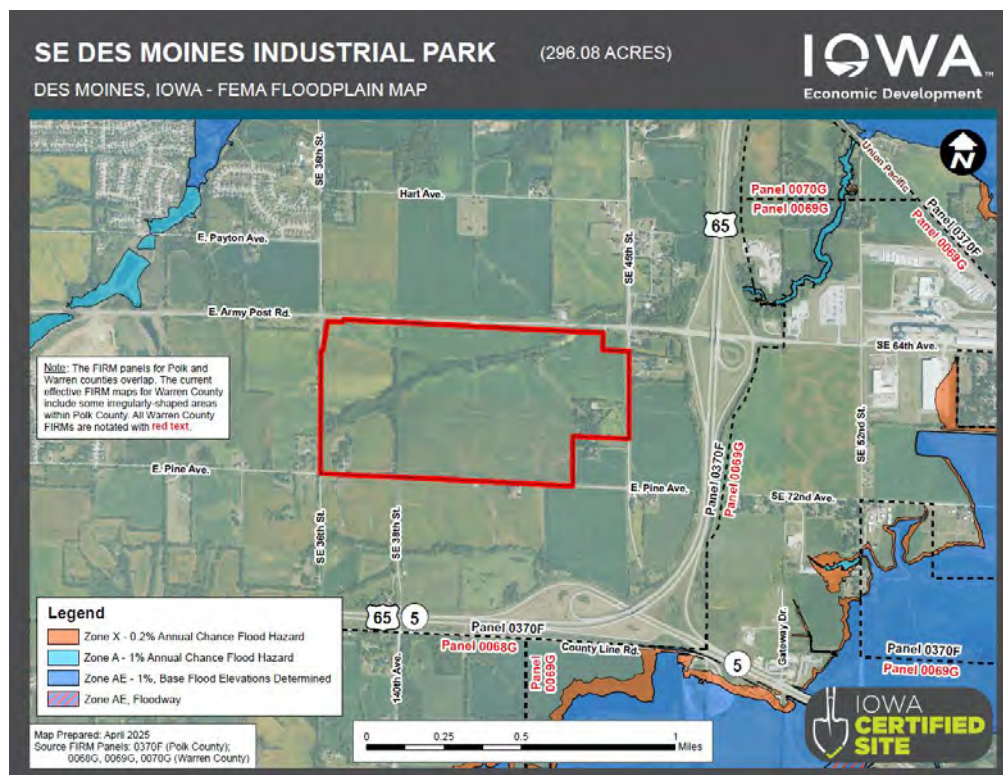 SE DES MOINES INDUSTRIAL PARK (296.08 ACRES)
DES MOINES, IOWA - FEMA FLOODPLAIN MAP
IOWA™
Economic Development
N
SE 36th St.
Hart Ave.
E. Payton Ave.
SE 45th St.
65
Panel 0070G
Panel 0069G
Union Pacific
Panel 0370F
Panel 0069G
E. Army Post Rd.
SE 64th Ave.
Note: The FIRM panels for Polk and
Warren counties overlap. The current
effective FIRM maps for Warren County
include some irregularly-shaped areas
within Polk County. All Warren County
FIRMs are notated with red text.
SE 52nd St.
E. Pine Ave.
E. Pine Ave.
Panel 0370F
Panel 0069G
SE 72nd Ave.
SE 36th St.
SE 38th St.
65
5
Panel 0370F
Panel 0068G
Panel 0069G
County Line Rd.
140th Ave.
5
Gateway Dr.
Panel 0370F
Panel 0069G
Legend
Zone X - 0.2% Annual Chance Flood Hazard
Zone A - 1% Annual Chance Flood Hazard
Zone AE - 1%, Base Flood Elevations Determined
Zone AE, Floodway
Map Prepared: April 2025
Source FIRM Panels: 0370F (Polk County);
0068G, 0069G, 0070G (Warren County)
0 0.25 0.5 1
Miles
IOWA
CERTIFIED
SITE